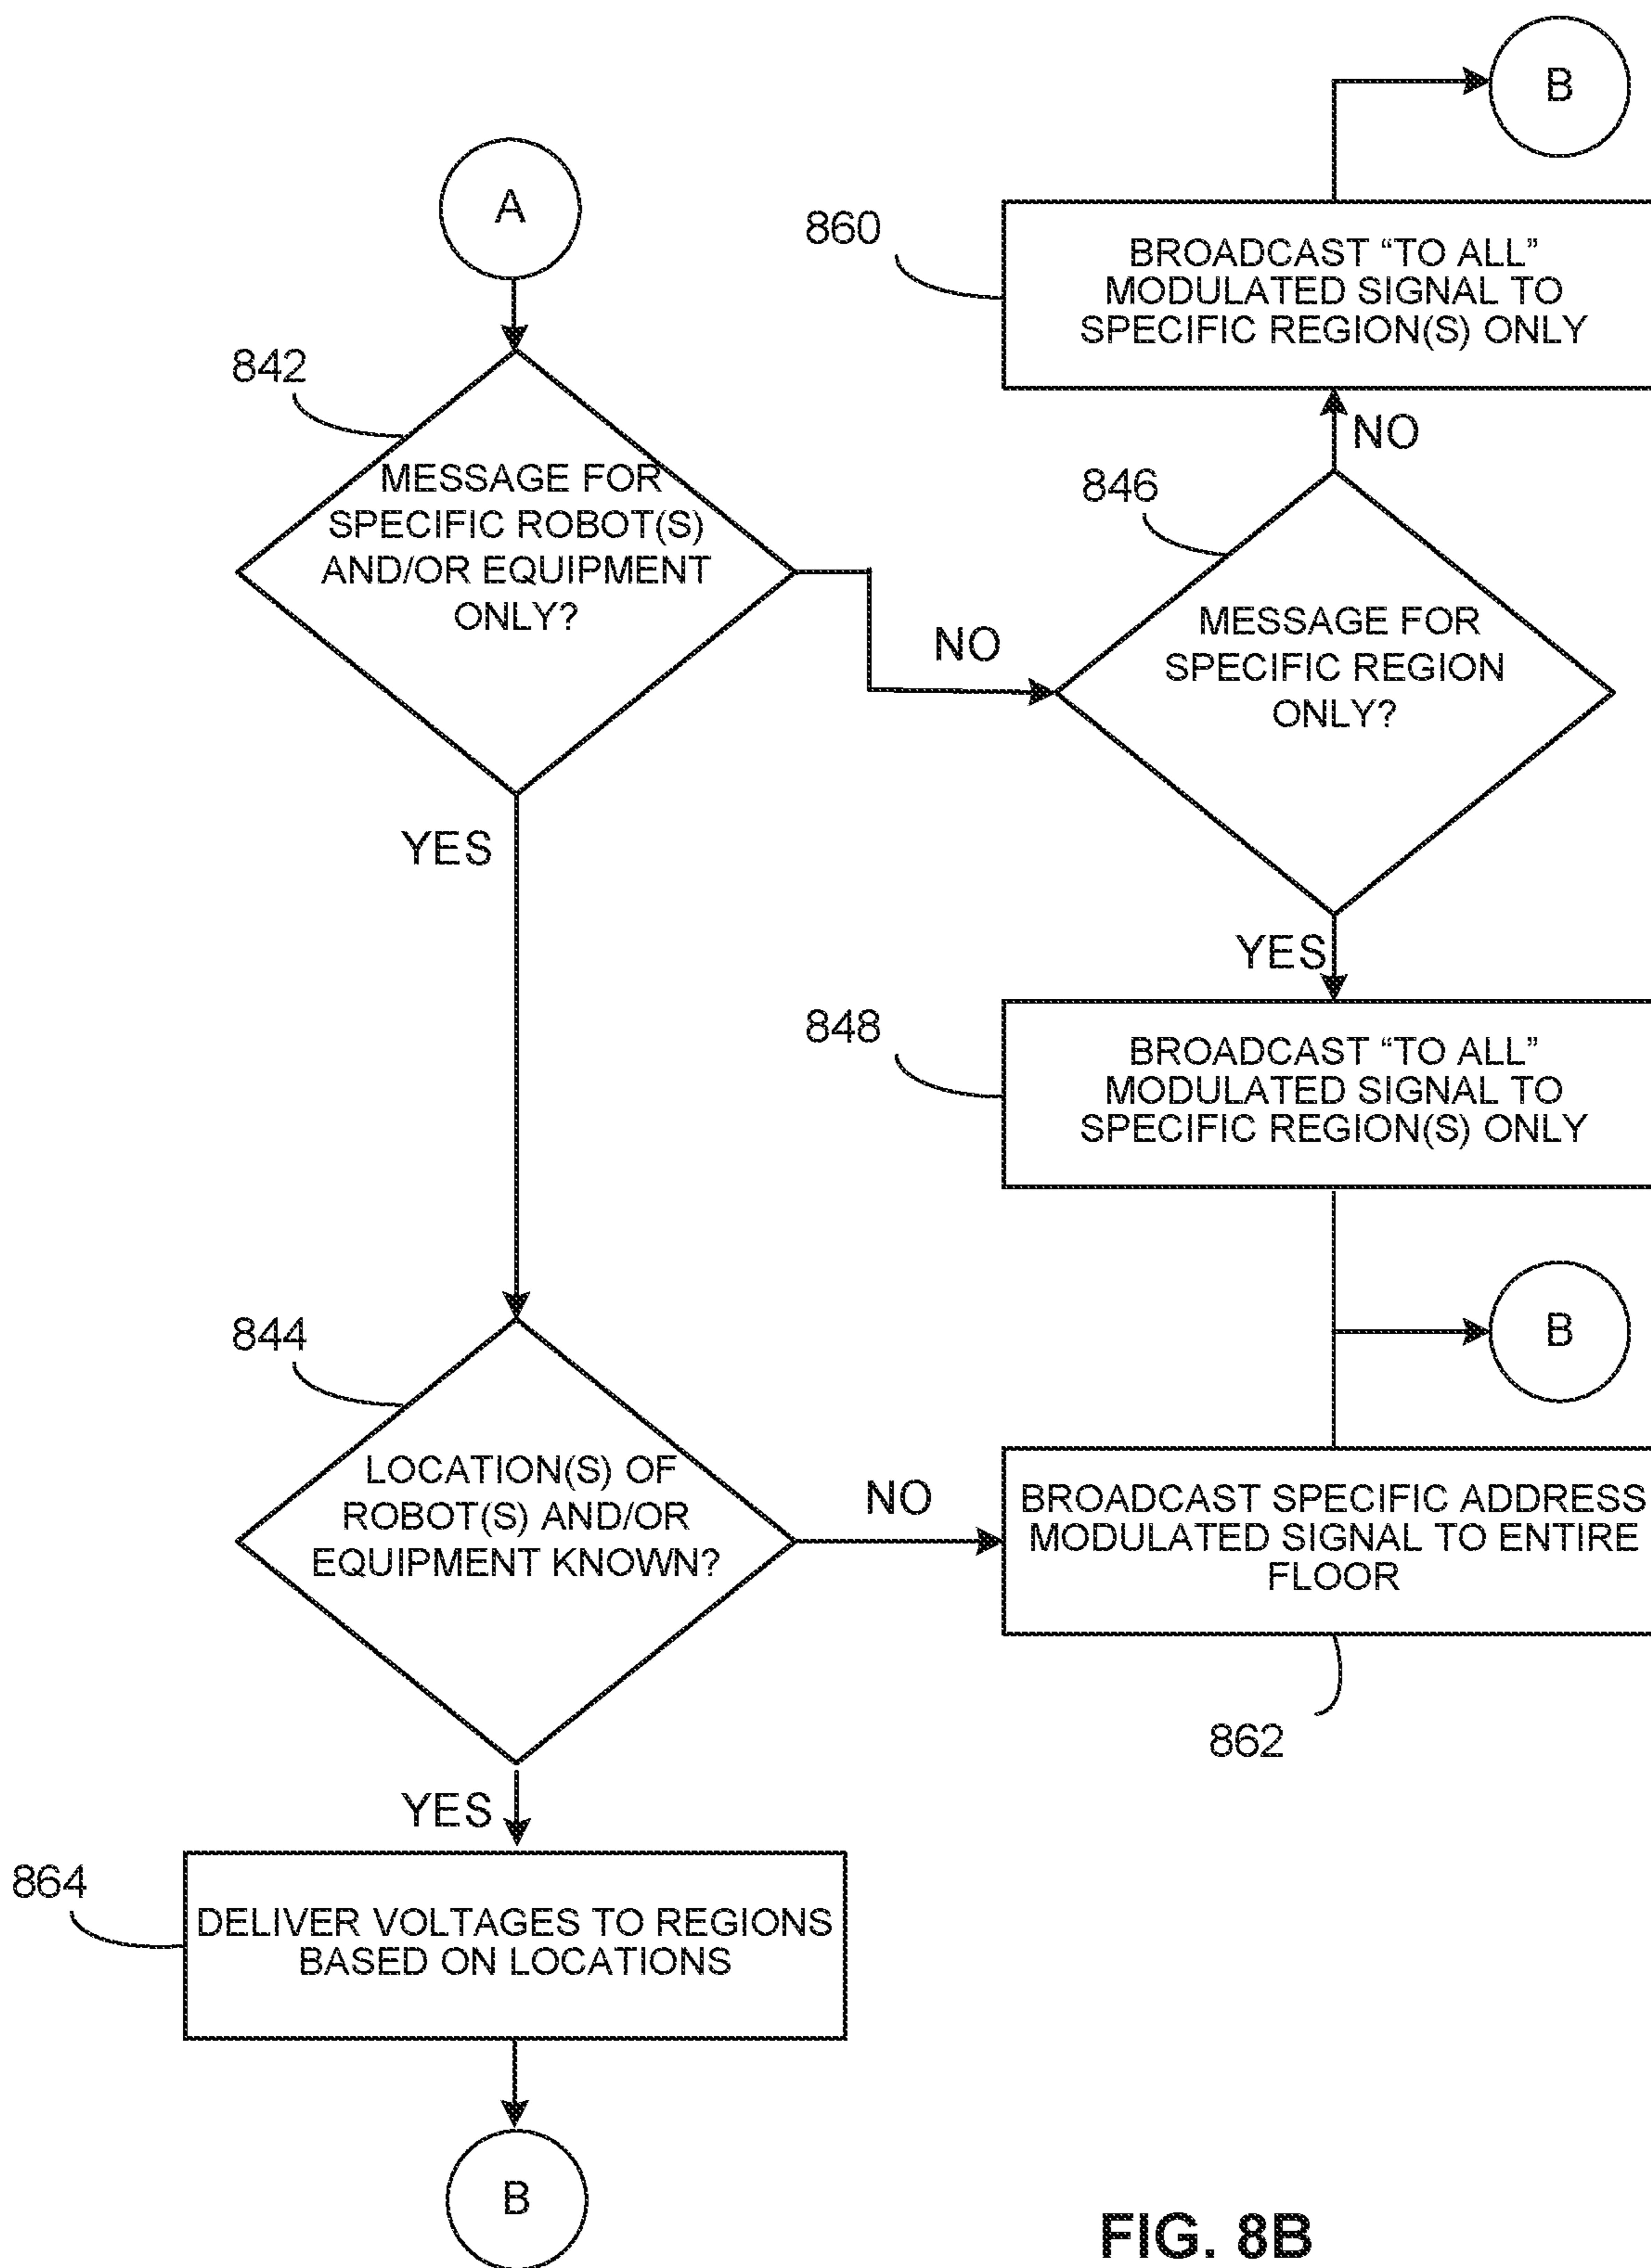 B
A
860
BROADCAST “TO ALL”
MODULATED SIGNAL TO
SPECIFIC REGION(S) ONLY
842
NO
846
MESSAGE FOR
SPECIFIC ROBOT(S)
AND/OR EQUIPMENT
ONLY?
NO
MESSAGE FOR
SPECIFIC REGION
ONLY?
YES
YES
848
BROADCAST “TO ALL”
MODULATED SIGNAL TO
SPECIFIC REGION(S) ONLY
B
844
LOCATION(S) OF
ROBOT(S) AND/OR
EQUIPMENT KNOWN?
NO
BROADCAST SPECIFIC ADDRESS
MODULATED SIGNAL TO ENTIRE
FLOOR
862
YES
864
DELIVER VOLTAGES TO REGIONS
BASED ON LOCATIONS
B
FIG. 8B